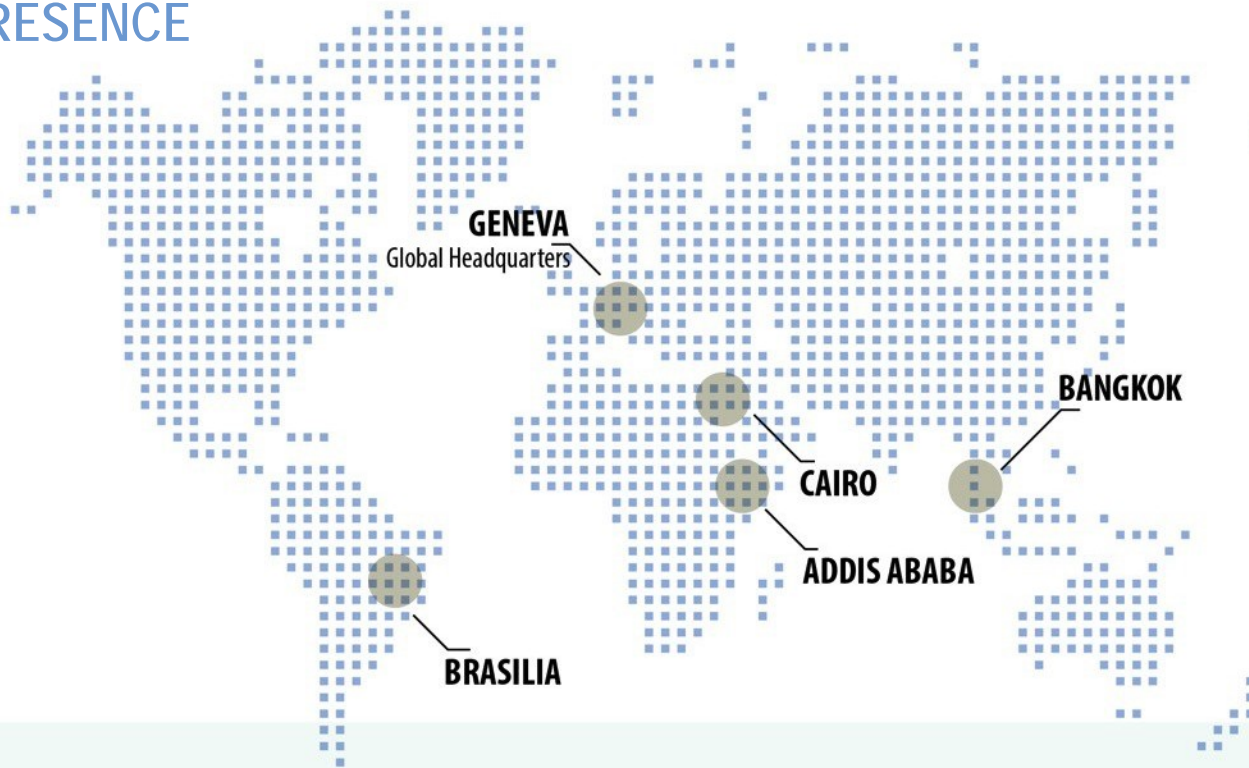 RESENCE
GENEVA
Global Headquarters
BANGKOK
CAIRO
ADDIS ABABA
BRASILIA